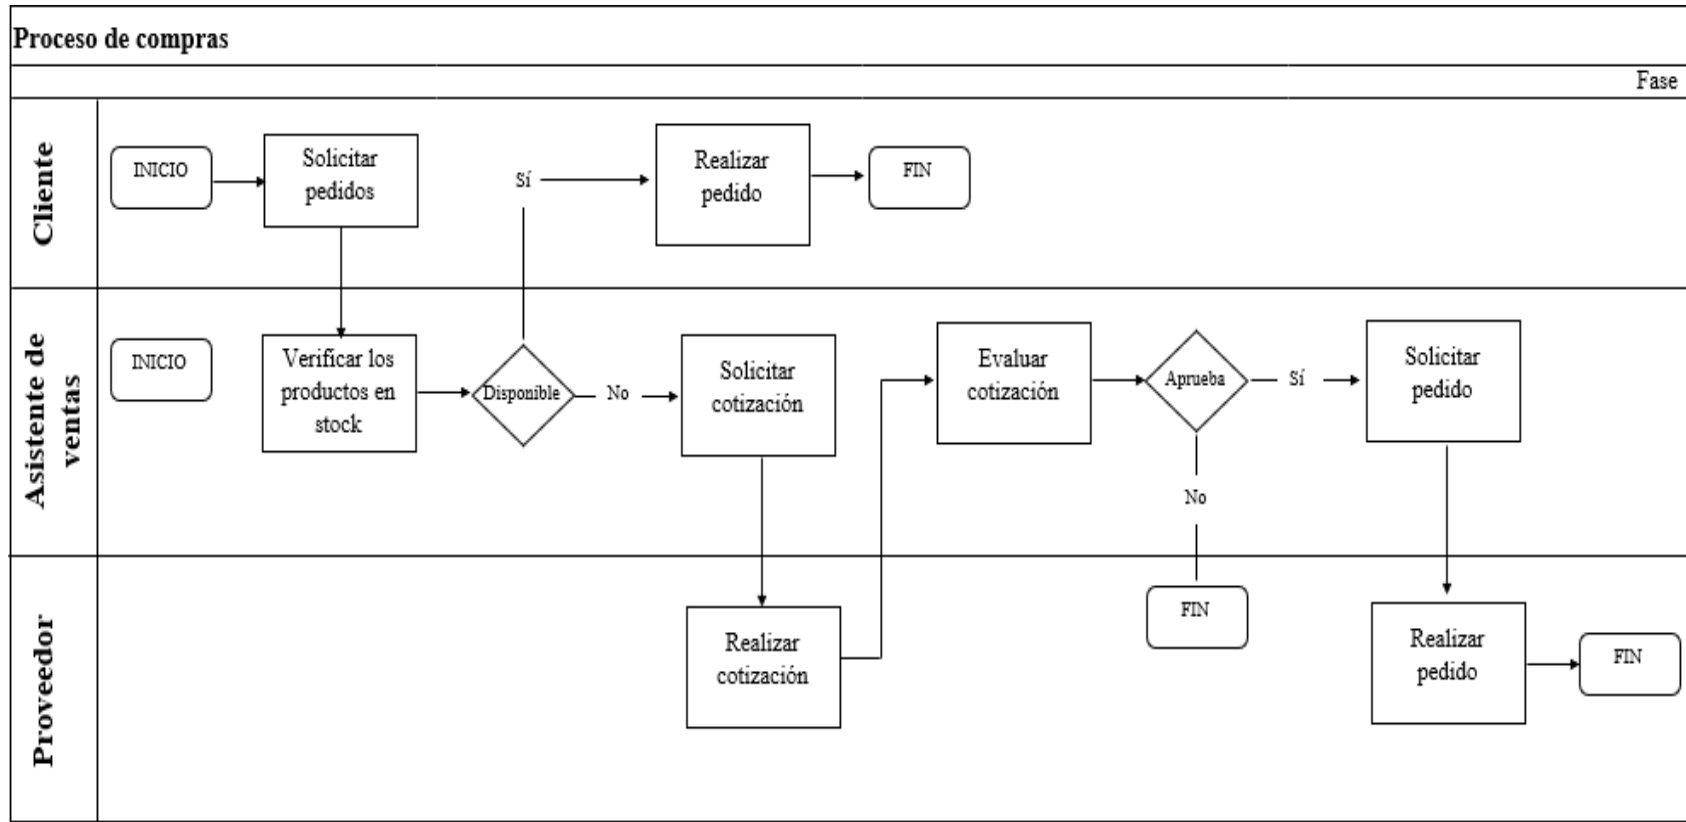 Proceso de compras
Fase
Cliente
INICIO
Solicitar
pedidos
Sí
Realizar
pedido
FIN
Asistente de
ventas
INICIO
Verificar los
productos en
stock
Disponible
No
Solicitar
cotización
Evaluar
cotización
Aprueba
Sí
Solicitar
pedido
No
Proveedor
Realizar
cotización
FIN
Realizar
pedido
FIN